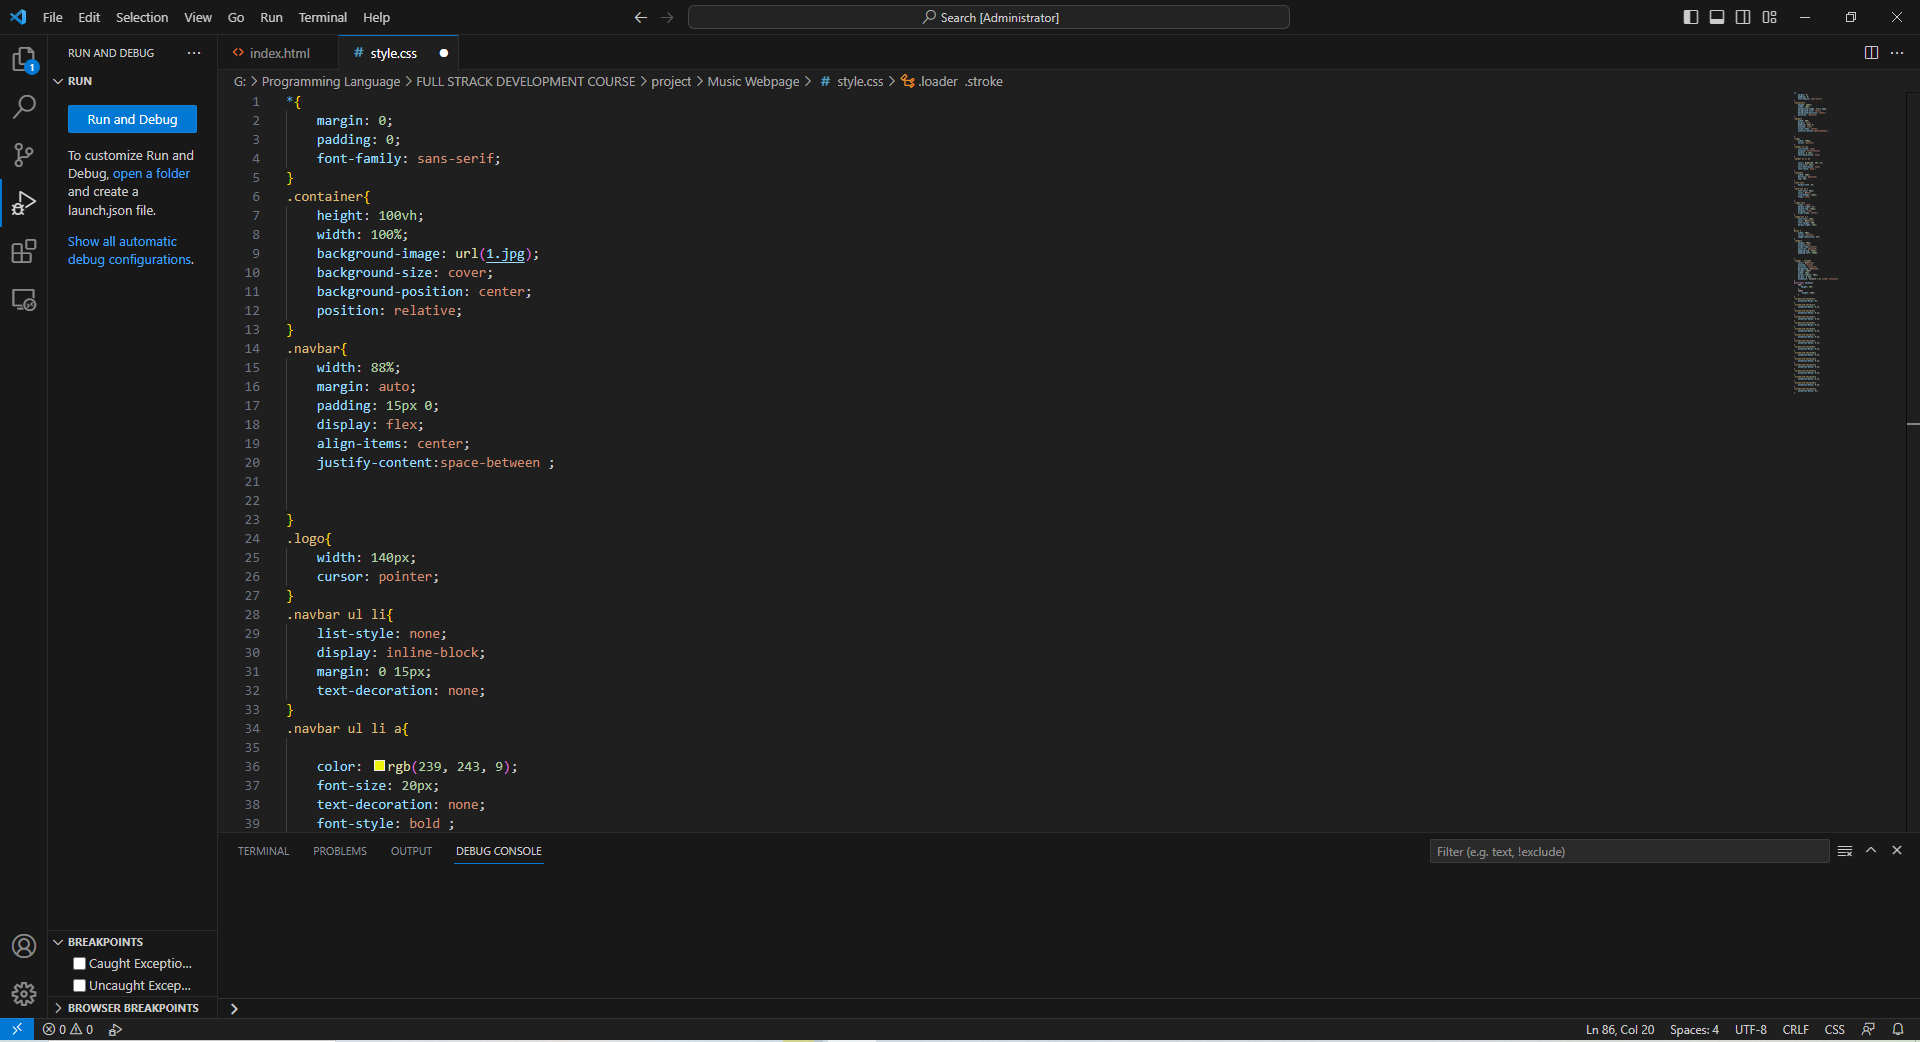 File Edit Selection View Go Run Terminal Help
Search [Administrator]
RUN AND DEBUG
RUN
Run and Debug
To customize Run and
Debug, open a folder
and create a
launch.json file.
Show all automatic
debug configurations.
index.html
# style.css
G: > Programming Language > FULL STRACK DEVELOPMENT COURSE > project > Music Webpage > # style.css > .loader .stroke
1 *{
2 margin: 0;
3 padding: 0;
4 font-family: sans-serif;
5 }
6 .container{
7 height: 100vh;
8 width: 100%;
9 background-image: url(1.jpg);
10 background-size: cover;
11 background-position: center;
12 position: relative;
13 }
14 .navbar{
15 width: 88%;
16 margin: auto;
17 padding: 15px 0;
18 display: flex;
19 align-items: center;
20 justify-content:space-between ;
21
22
23 }
24 .logo{
25 width: 140px;
26 cursor: pointer;
27 }
28 .navbar ul li{
29 list-style: none;
30 display: inline-block;
31 margin: 0 15px;
32 text-decoration: none;
33 }
34 .navbar ul li a{
35
36 color: rgb(239, 243, 9);
37 font-size: 20px;
38 text-decoration: none;
39 font-style: bold ;
TERMINAL PROBLEMS OUTPUT DEBUG CONSOLE
Filter (e.g. text, !exclude)
BREAKPOINTS
Caught Exceptio...
Uncaught Excep...
BROWSER BREAKPOINTS
1
0 0
Ln 86, Col 20 Spaces: 4 UTF-8 CRLF CSS